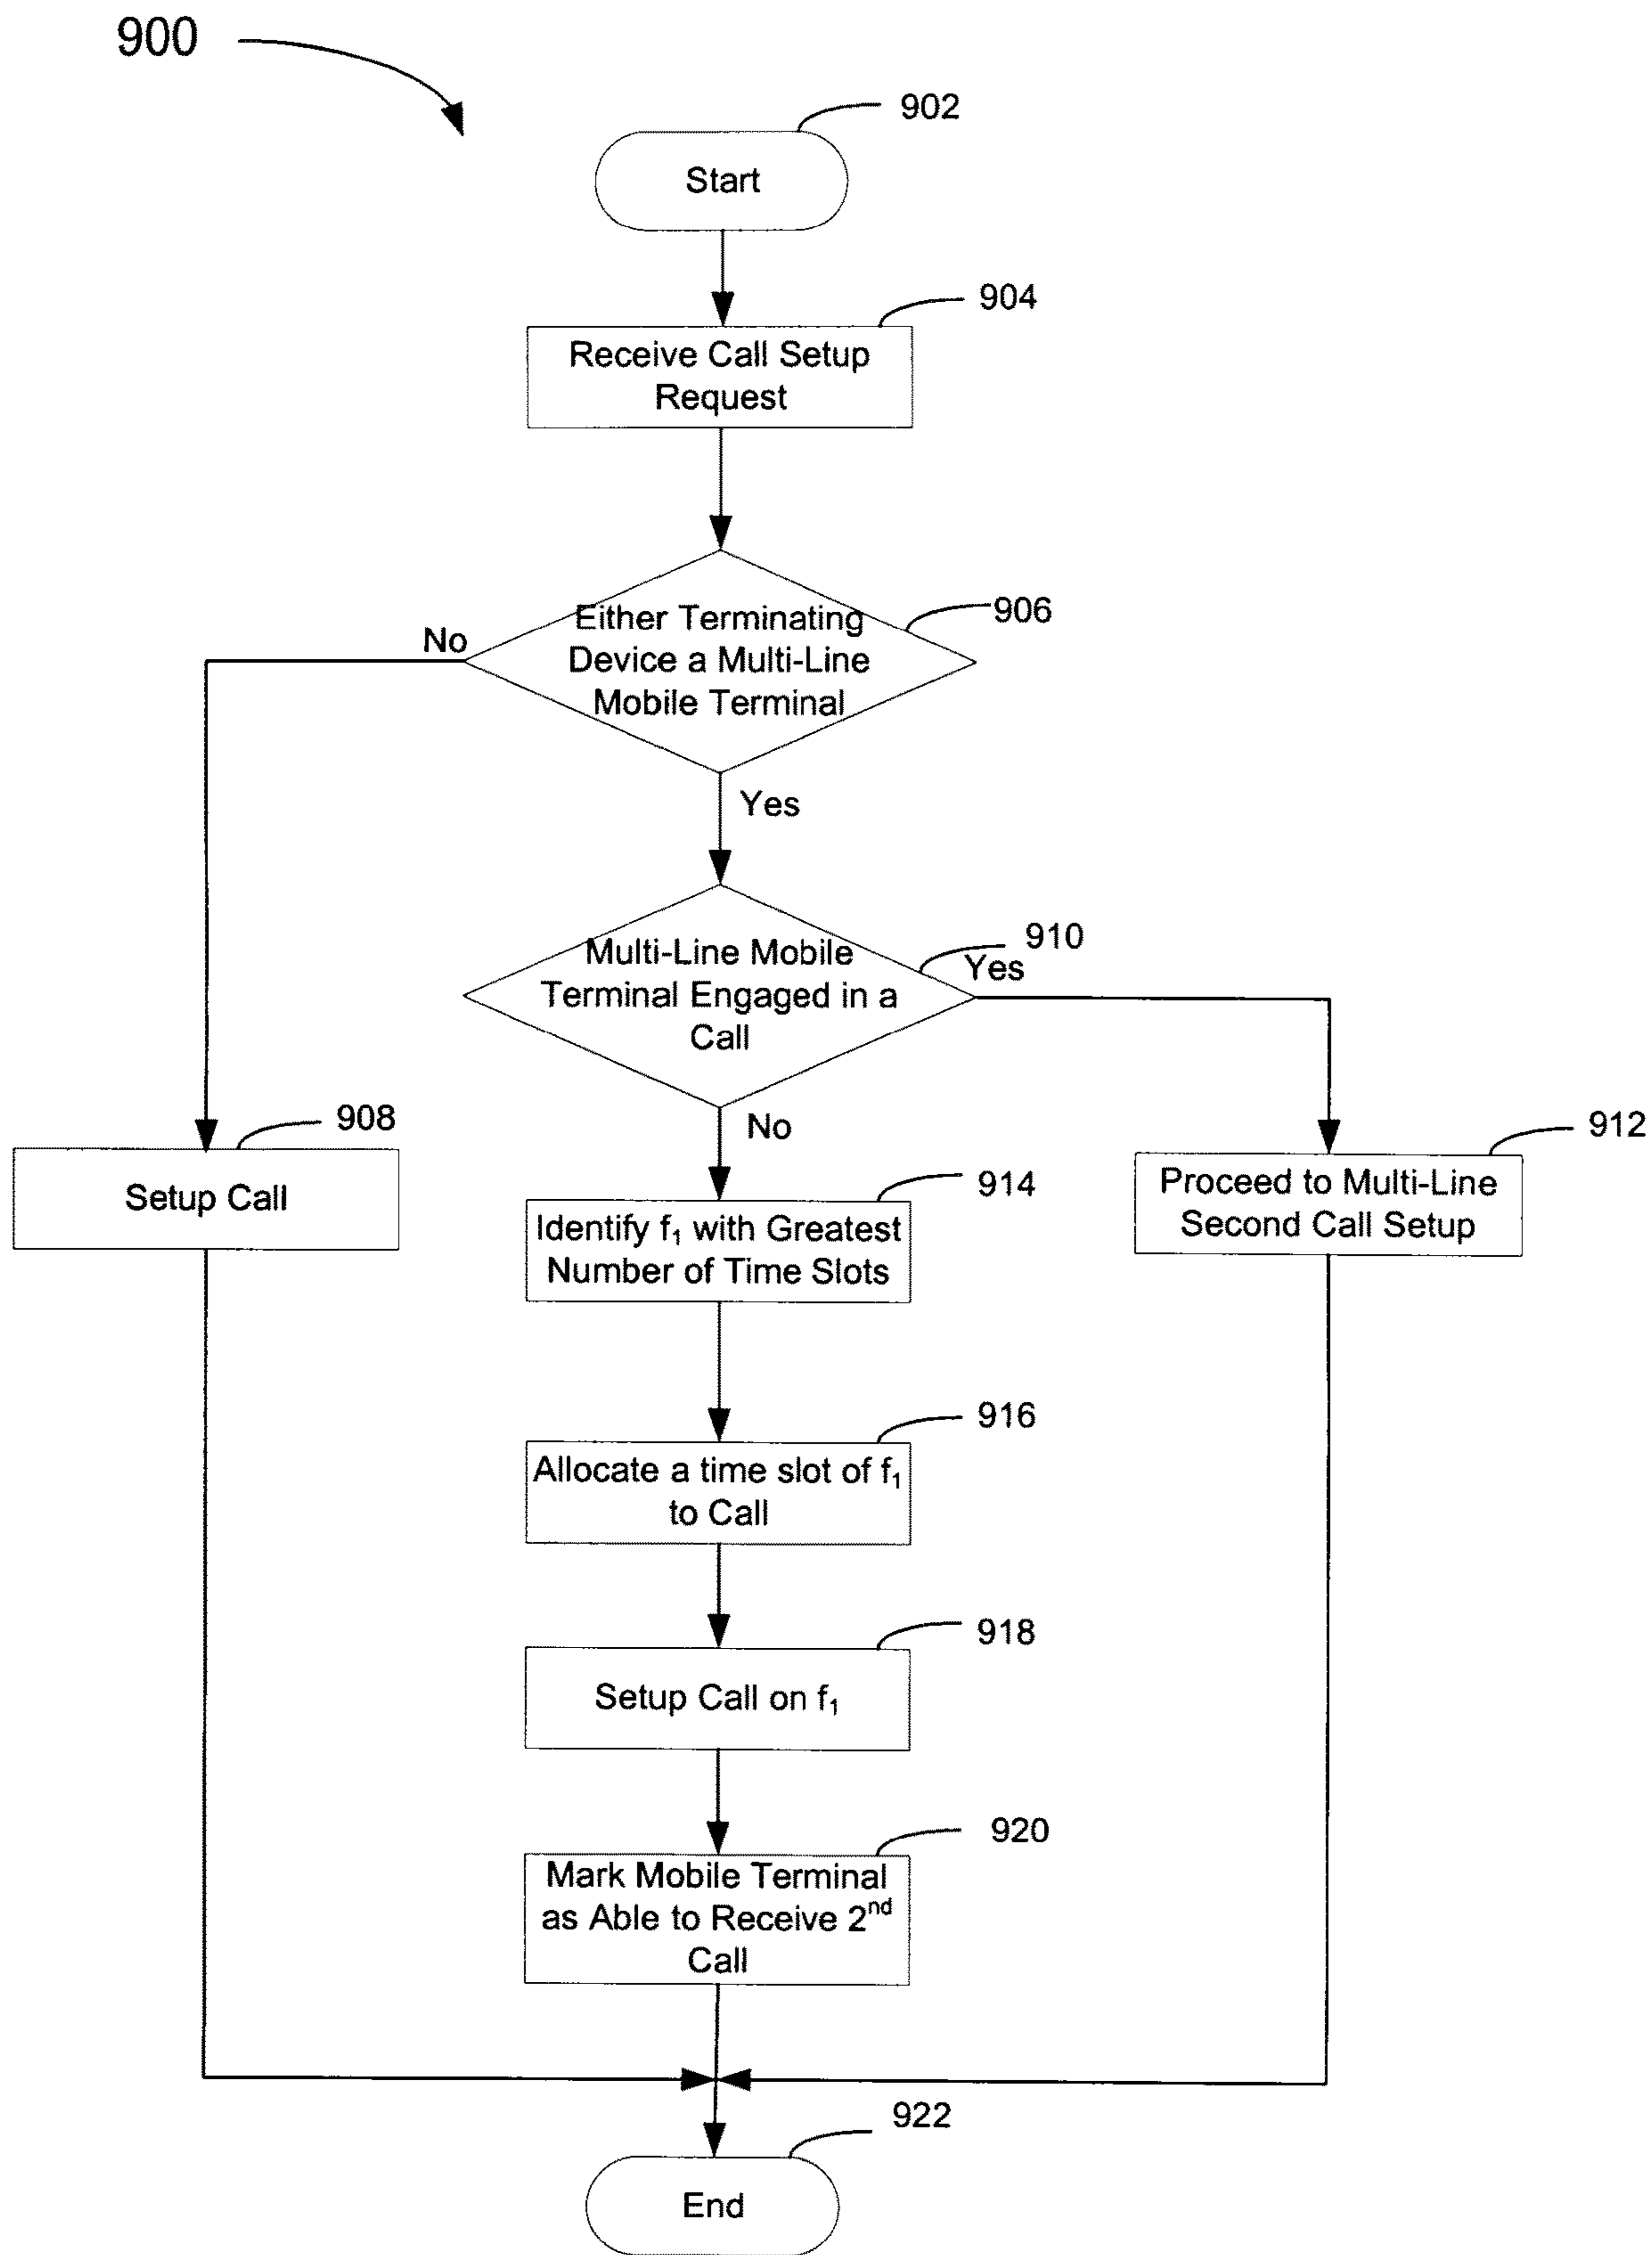 900
902
Start
904
Receive Call Setup
Request
906
Either Terminating
Device a Multi-Line
Mobile Terminal
No
Yes
910
Multi-Line Mobile
Terminal Engaged in a
Call
Yes
No
908
Setup Call
912
Proceed to Multi-Line
Second Call Setup
914
Identify f₁ with Greatest
Number of Time Slots
916
Allocate a time slot of f₁
to Call
918
Setup Call on f₁
920
Mark Mobile Terminal
as Able to Receive 2ⁿᵈ
Call
922
End